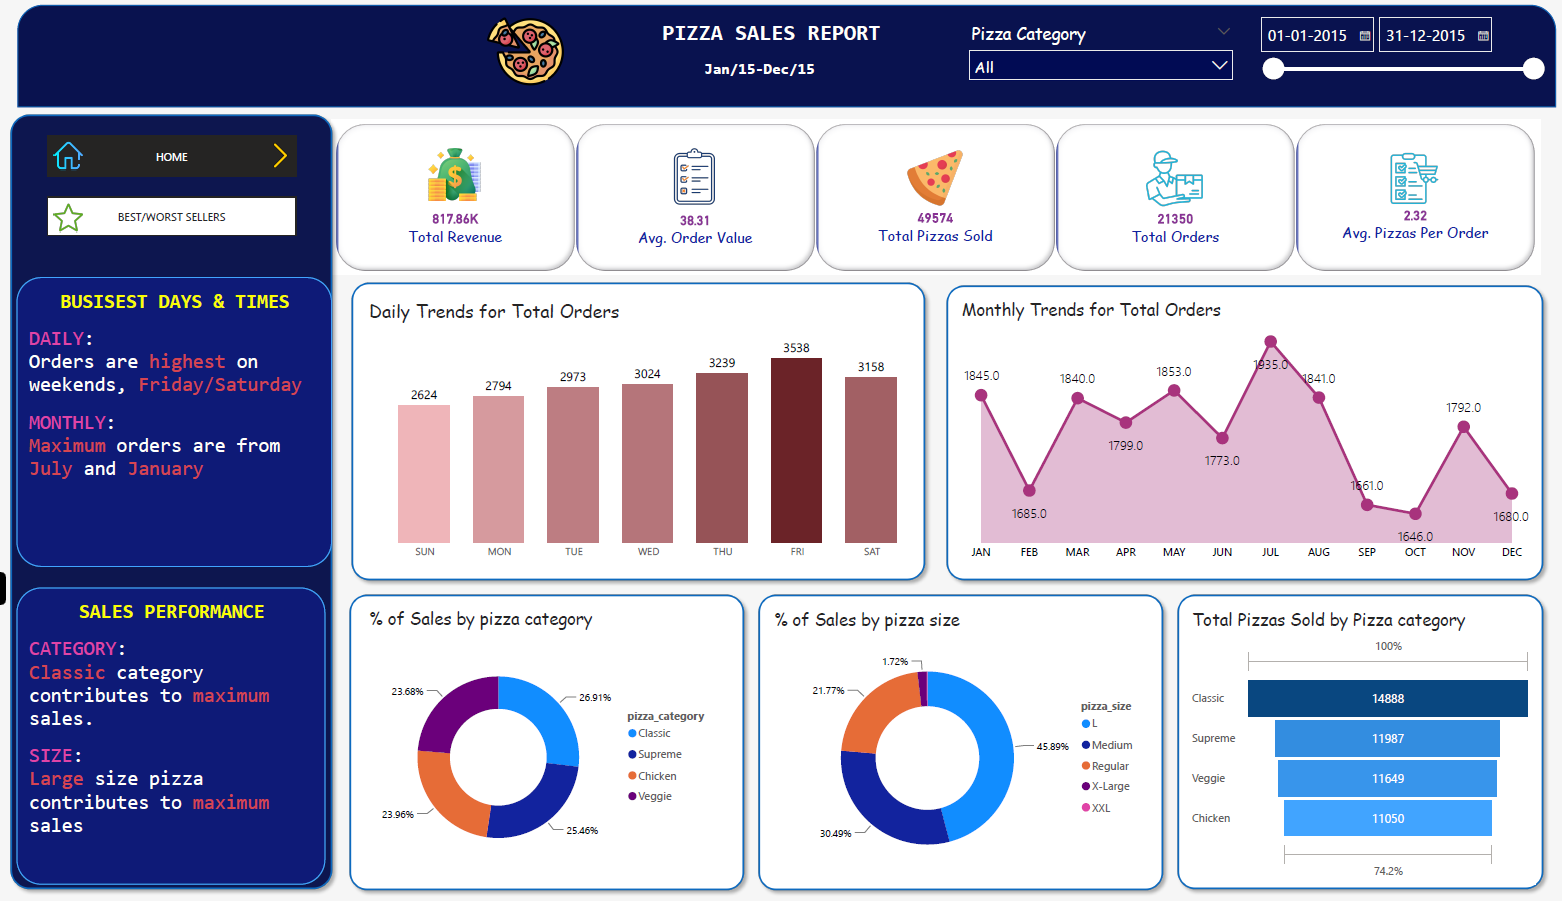 PIZZA SALES REPORT
Jan/15-Dec/15
Pizza Category
All
01-01-2015
31-12-2015
HOME
BEST/WORST SELLERS
BUSISEST DAYS & TIMES
DAILY:
Orders are highest on
weekends, Friday/Saturday
MONTHLY:
Maximum orders are from
July and January
SALES PERFORMANCE
CATEGORY:
Classic category
contributes to maximum
sales.
SIZE:
Large size pizza
contributes to maximum
sales
817.86K
Total Revenue
38.31
Avg. Order Value
49574
Total Pizzas Sold
21350
Total Orders
2.32
Avg. Pizzas Per Order
Daily Trends for Total Orders
2624
2794
2973
3024
3239
3538
3158
SUN
MON
TUE
WED
THU
FRI
SAT
Monthly Trends for Total Orders
1845.0
1685.0
1840.0
1799.0
1853.0
1773.0
1935.0
1841.0
1661.0
1646.0
1792.0
1680.0
JAN
FEB
MAR
APR
MAY
JUN
JUL
AUG
SEP
OCT
NOV
DEC
% of Sales by pizza category
23.68%
26.91%
23.96%
25.46%
pizza_category
Classic
Supreme
Chicken
Veggie
% of Sales by pizza size
1.72%
21.77%
45.89%
30.49%
pizza_size
L
Medium
Regular
X-Large
XXL
Total Pizzas Sold by Pizza category
100%
Classic
14888
Supreme
11987
Veggie
11649
Chicken
11050
74.2%